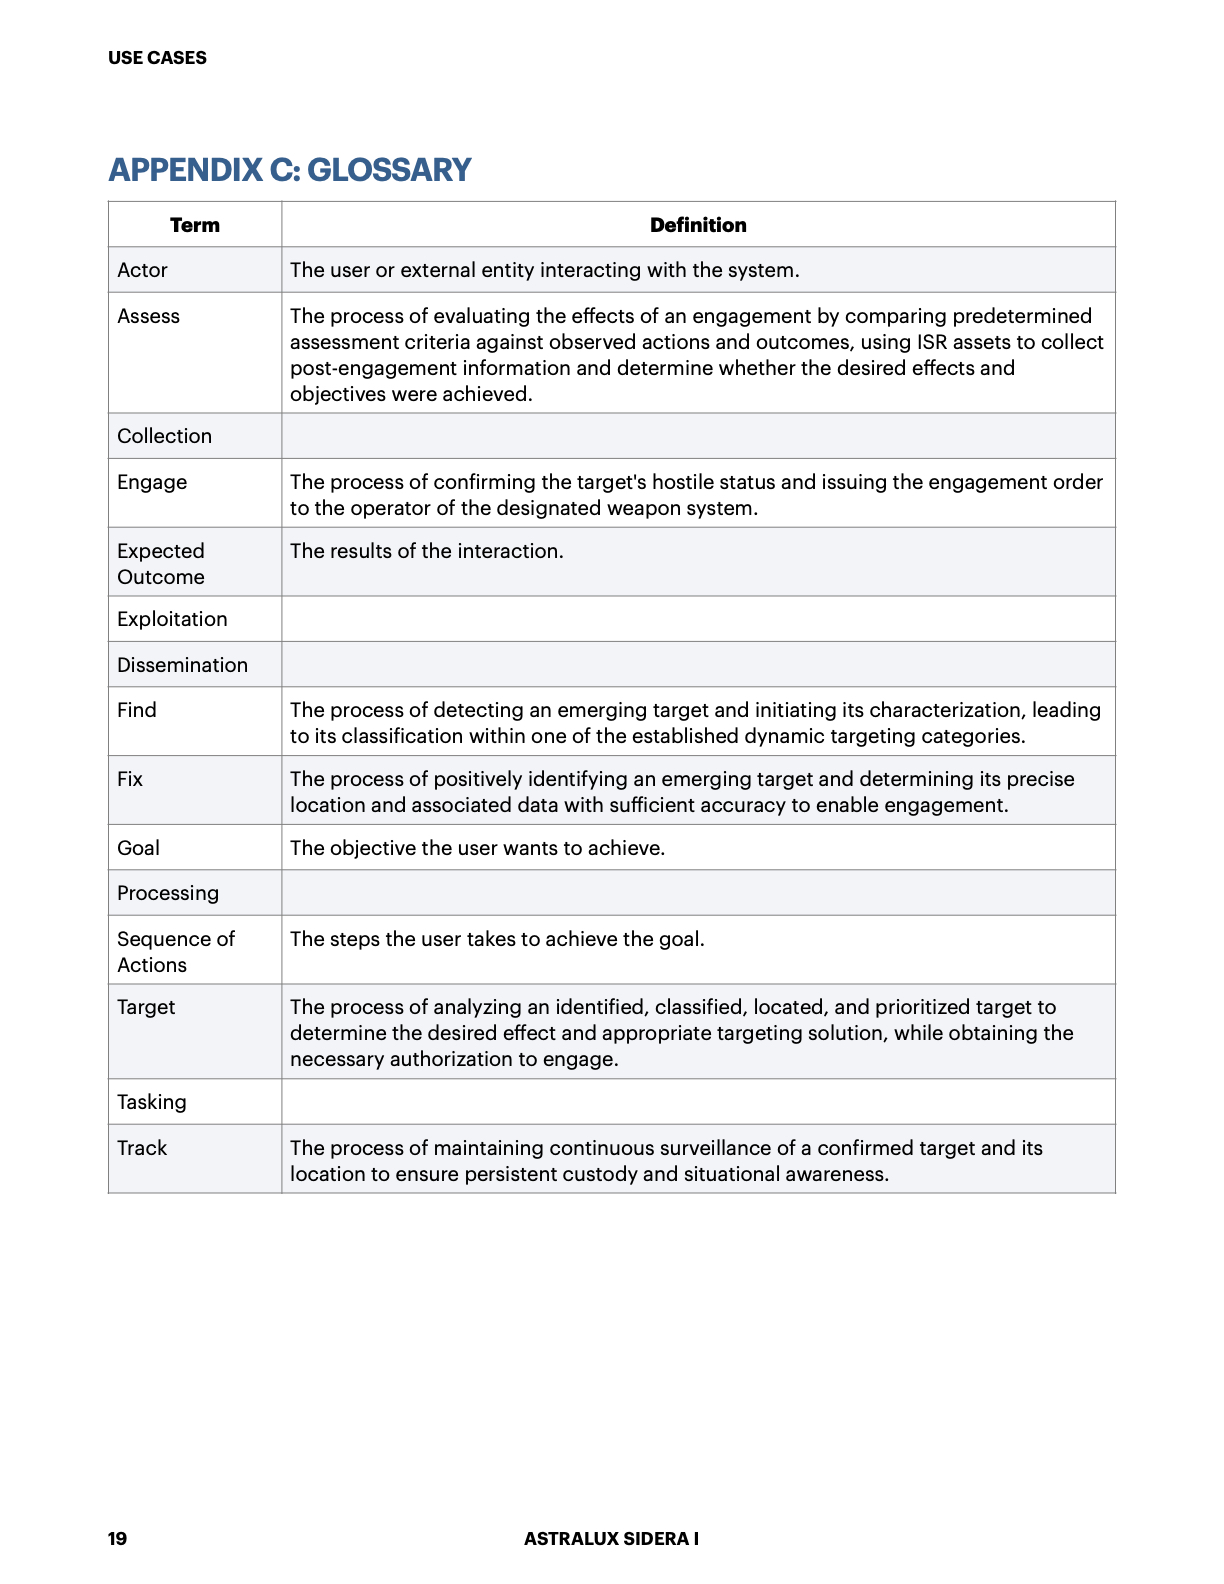 USE CASES
APPENDIX C: GLOSSARY
Term
Definition
Actor
The user or external entity interacting with the system.
Assess
The process of evaluating the effects of an engagement by comparing predetermined
assessment criteria against observed actions and outcomes, using ISR assets to collect
post-engagement information and determine whether the desired effects and
objectives were achieved.
Collection
Engage
The process of confirming the target's hostile status and issuing the engagement order
to the operator of the designated weapon system.
Expected
Outcome
The results of the interaction.
Exploitation
Dissemination
Find
The process of detecting an emerging target and initiating its characterization, leading
to its classification within one of the established dynamic targeting categories.
Fix
The process of positively identifying an emerging target and determining its precise
location and associated data with sufficient accuracy to enable engagement.
Goal
The objective the user wants to achieve.
Processing
Sequence of
Actions
The steps the user takes to achieve the goal.
Target
The process of analyzing an identified, classified, located, and prioritized target to
determine the desired effect and appropriate targeting solution, while obtaining the
necessary authorization to engage.
Tasking
Track
The process of maintaining continuous surveillance of a confirmed target and its
location to ensure persistent custody and situational awareness.
19
ASTRALUX SIDERA I